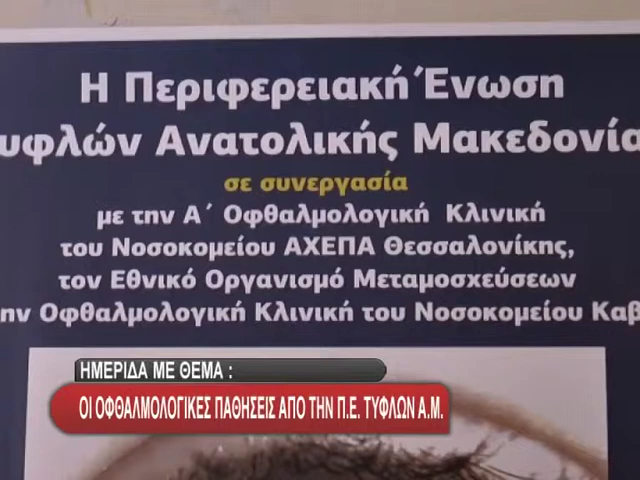 Η Περιφερειακή Ένωση
υφλών Ανατολικής Μακεδονία
σε συνεργασία
με την Α΄ Οφθαλμολογική Κλινική
του Νοσοκομείου ΑΧΕΠΑ Θεσσαλονίκης,
τον Εθνικό Οργανισμό Μεταμοσχεύσεων
ην Οφθαλμολογική Κλινική του Νοσοκομείου Καβ
ΗΜΕΡΙΔΑ ΜΕ ΘΕΜΑ :
ΟΙ ΟΦΘΑΛΜΟΛΟΓΙΚΕΣ ΠΑΘΗΣΕΙΣ ΑΠΟ ΤΗΝ Π.Ε. ΤΥΦΛΩΝ Α.Μ.